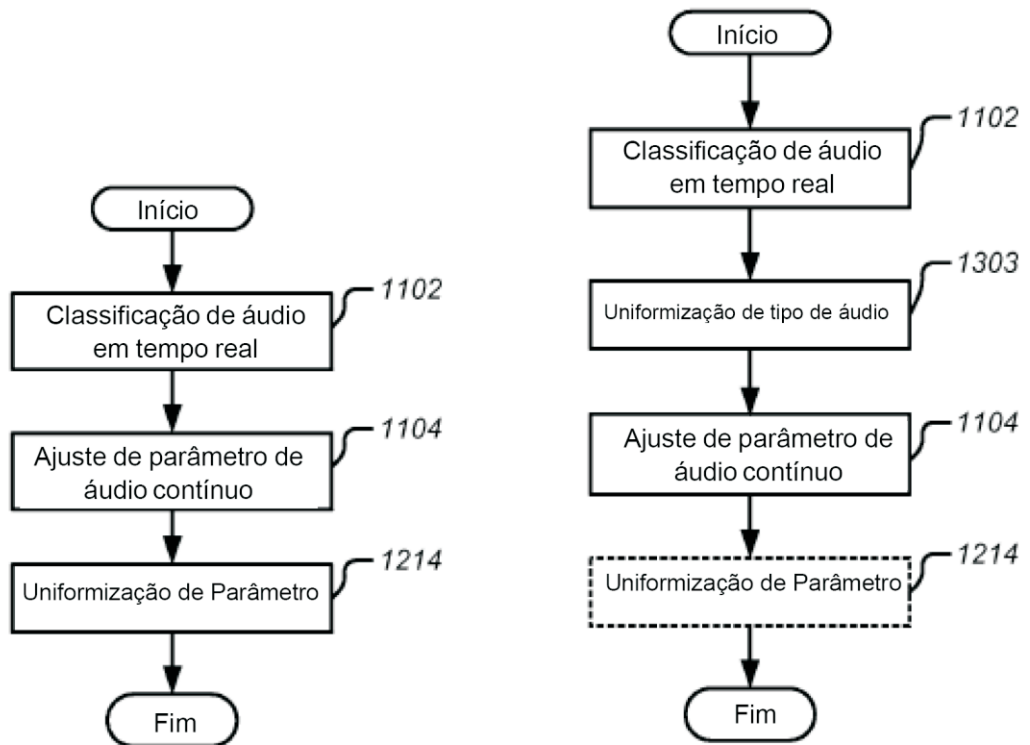 Início
Classificação de áudio
em tempo real
1102
Ajuste de parâmetro de
áudio contínuo
1104
Uniformização de Parâmetro
1214
Fim
Início
Classificação de áudio
em tempo real
1102
Uniformização de tipo de áudio
1303
Ajuste de parâmetro de
áudio contínuo
1104
Uniformização de Parâmetro
1214
Fim